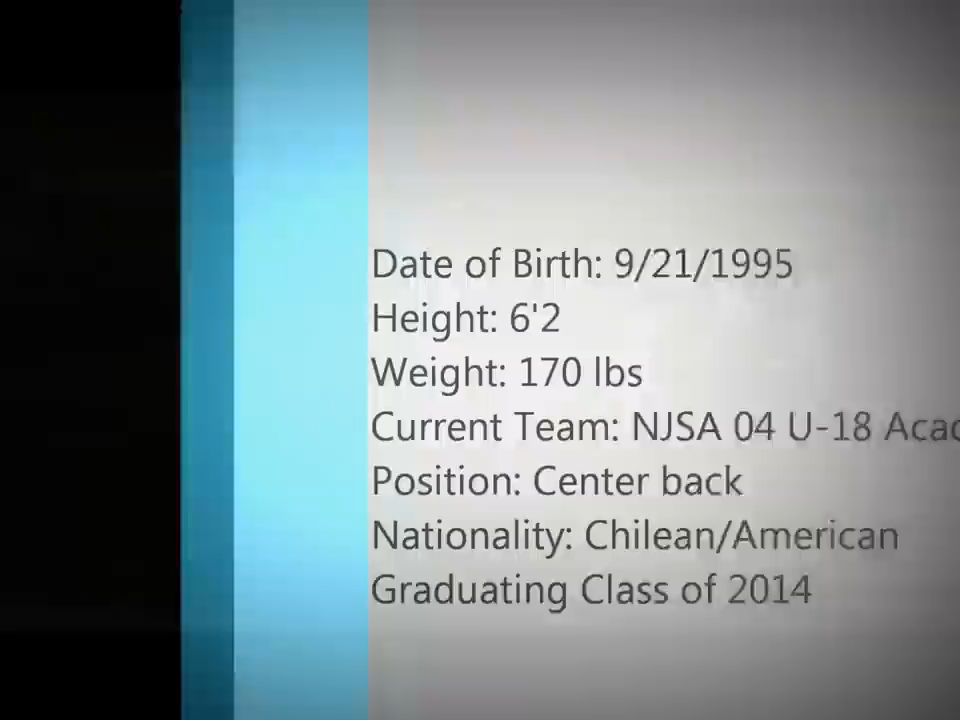 Date of Birth: 9/21/1995
Height: 6'2
Weight: 170 lbs
Current Team: NJSA 04 U-18
Position: Center back
Nationality: Chilean/American
Graduating Class of 2014